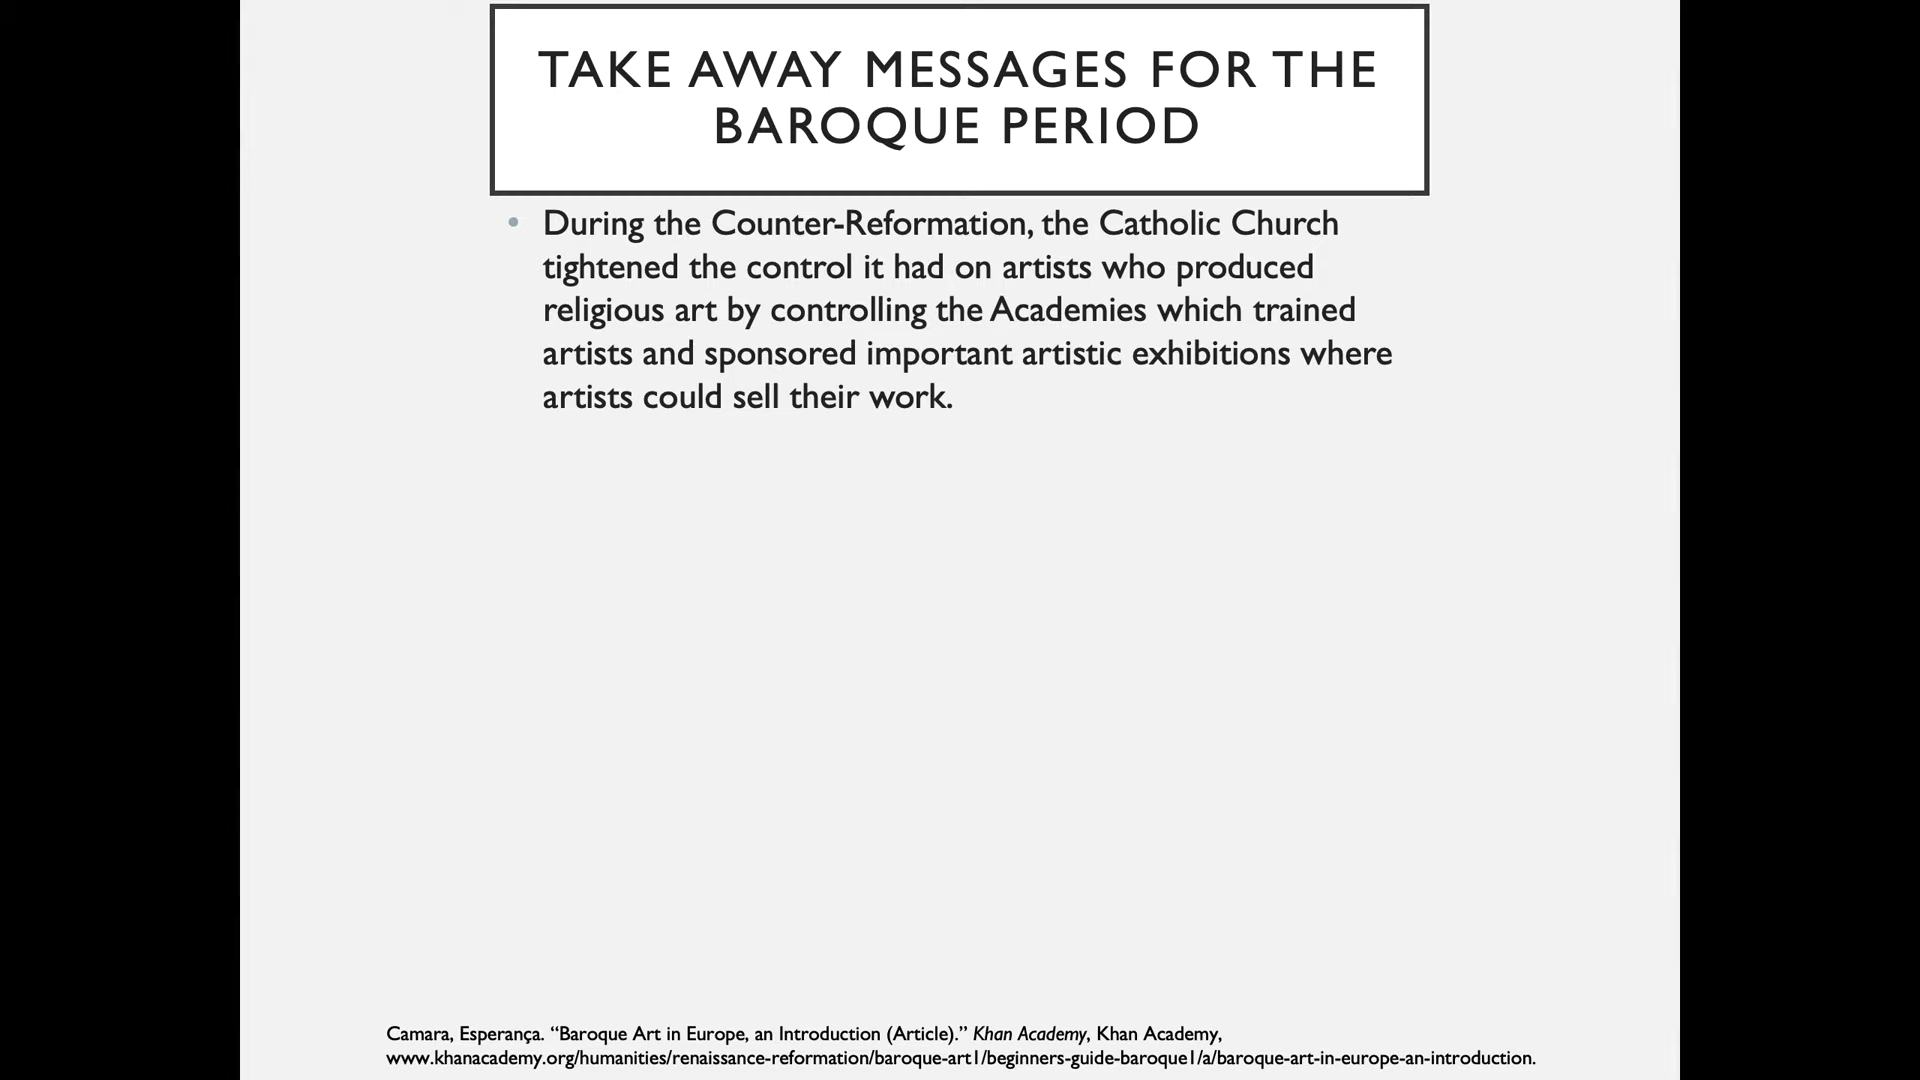 TAKE AWAY MESSAGES FOR THE
BAROQUE PERIOD
• During the Counter-Reformation, the Catholic Church
tightened the control it had on artists who produced
religious art by controlling the Academies which trained
artists and sponsored important artistic exhibitions where
artists could sell their work.
Camara, Esperança. “Baroque Art in Europe, an Introduction (Article).” Khan Academy, Khan Academy,
www.khanacademy.org/humanities/renaissance-reformation/baroque-art1/beginners-guide-baroque1/a/baroque-art-in-europe-an-introduction.